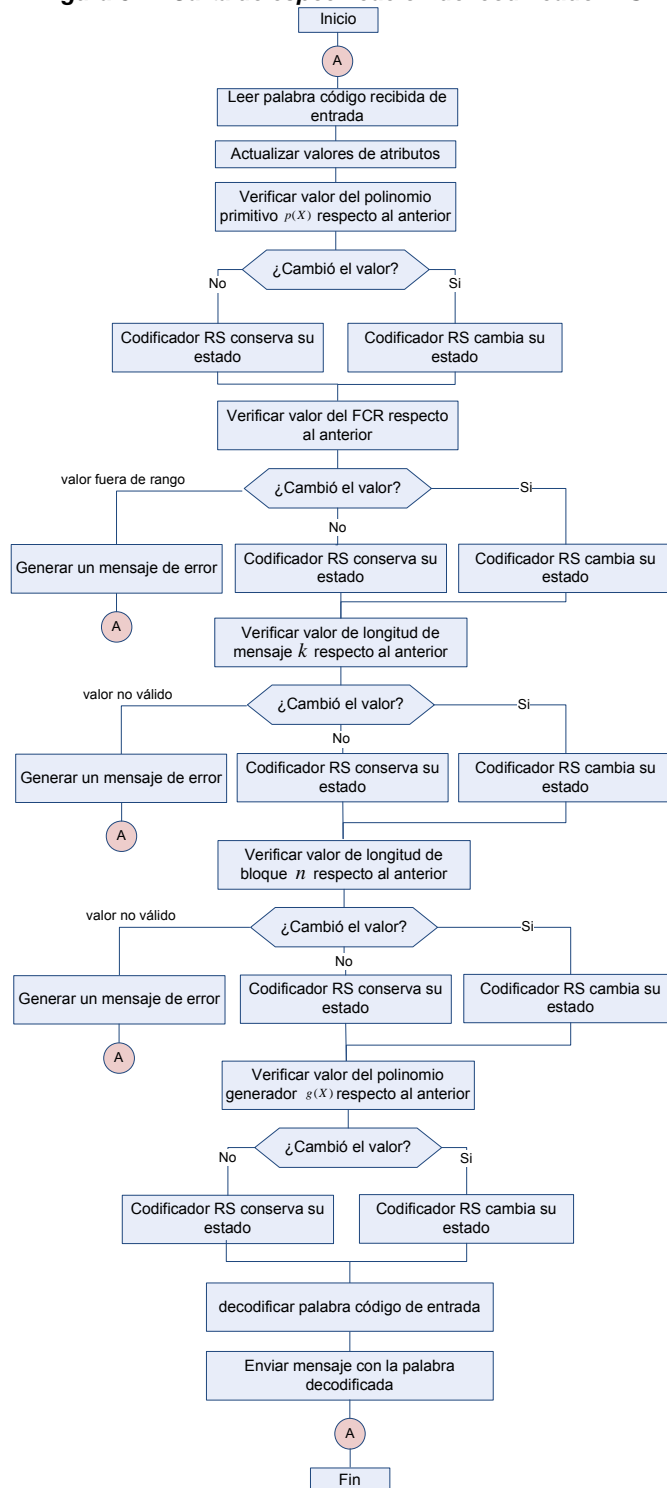 Inicio
A
Leer palabra código recibida de
entrada
Actualizar valores de atributos
Verificar valor del polinomio
primitivo p(X) respecto al anterior
¿Cambió el valor?
No
Si
Codificador RS conserva su
estado
Codificador RS cambia su
estado
Verificar valor del FCR respecto
al anterior
valor fuera de rango
¿Cambió el valor?
Si
No
Generar un mensaje de error
Codificador RS conserva su
estado
Codificador RS cambia su
estado
A
Verificar valor de longitud de
mensaje k respecto al anterior
valor no válido
¿Cambió el valor?
Si
No
Generar un mensaje de error
Codificador RS conserva su
estado
Codificador RS cambia su
estado
A
Verificar valor de longitud de
bloque n respecto al anterior
valor no válido
¿Cambió el valor?
Si
No
Generar un mensaje de error
Codificador RS conserva su
estado
Codificador RS cambia su
estado
A
Verificar valor del polinomio
generador g(X) respecto al anterior
¿Cambió el valor?
No
Si
Codificador RS conserva su
estado
Codificador RS cambia su
estado
decodificar palabra código de entrada
Enviar mensaje con la palabra
decodificada
A
Fin